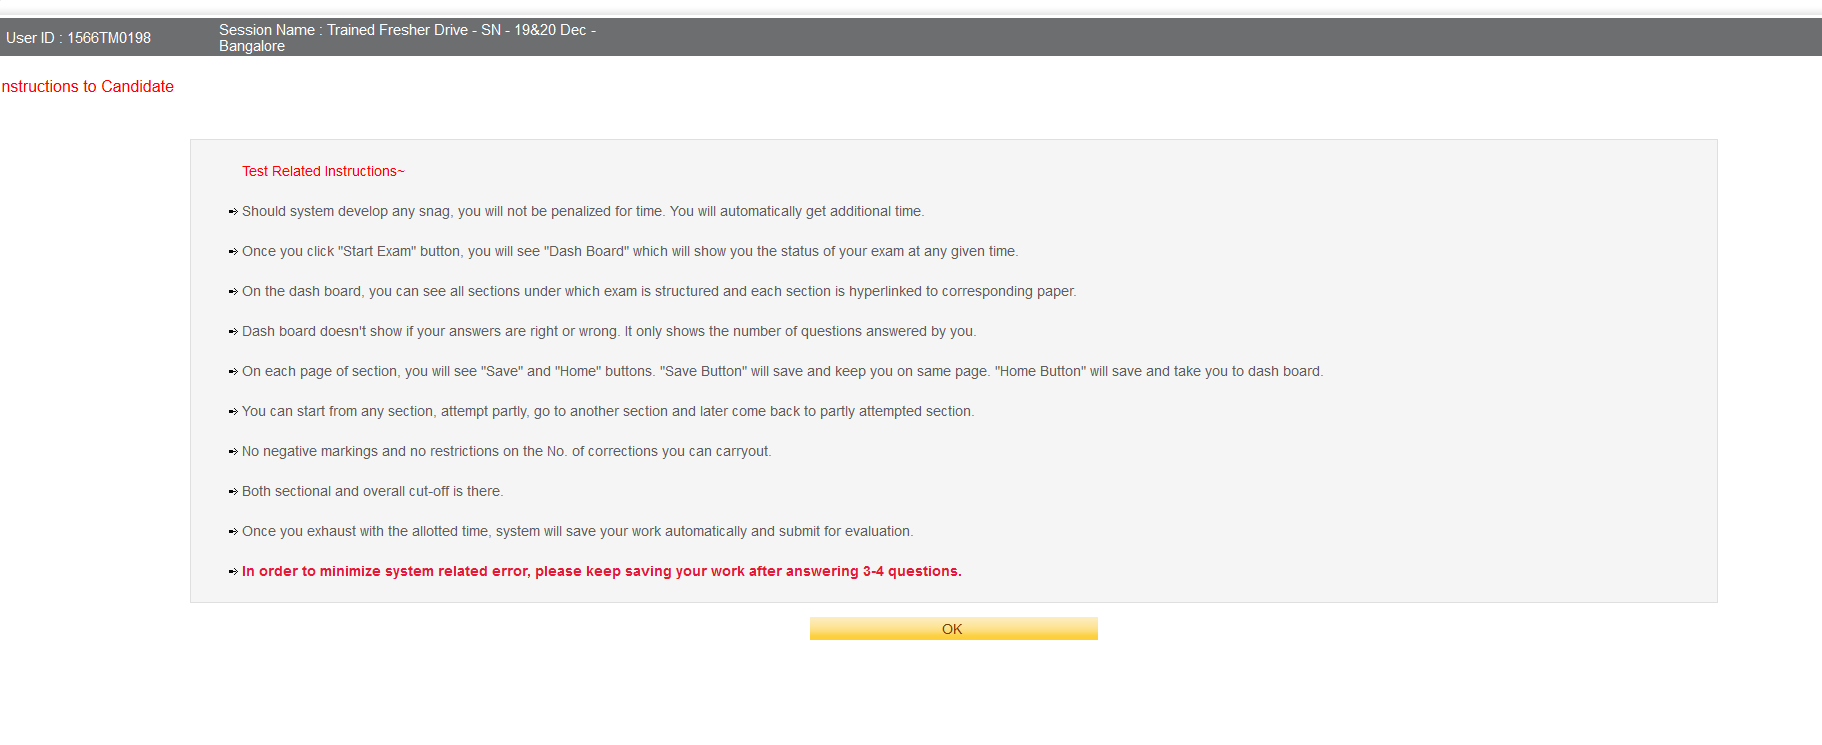 User ID : 1566TM0198
Session Name : Trained Fresher Drive - SN - 19&20 Dec -
Bangalore
nstructions to Candidate
Test Related Instructions~
Should system develop any snag, you will not be penalized for time. You will automatically get additional time.
Once you click "Start Exam" button, you will see "Dash Board" which will show you the status of your exam at any given time.
On the dash board, you can see all sections under which exam is structured and each section is hyperlinked to corresponding paper.
Dash board doesn't show if your answers are right or wrong. It only shows the number of questions answered by you.
On each page of section, you will see "Save" and "Home" buttons. "Save Button" will save and keep you on same page. "Home Button" will save and take you to dash board.
You can start from any section, attempt partly, go to another section and later come back to partly attempted section.
No negative markings and no restrictions on the No. of corrections you can carryout.
Both sectional and overall cut-off is there.
Once you exhaust with the allotted time, system will save your work automatically and submit for evaluation.
In order to minimize system related error, please keep saving your work after answering 3-4 questions.
OK